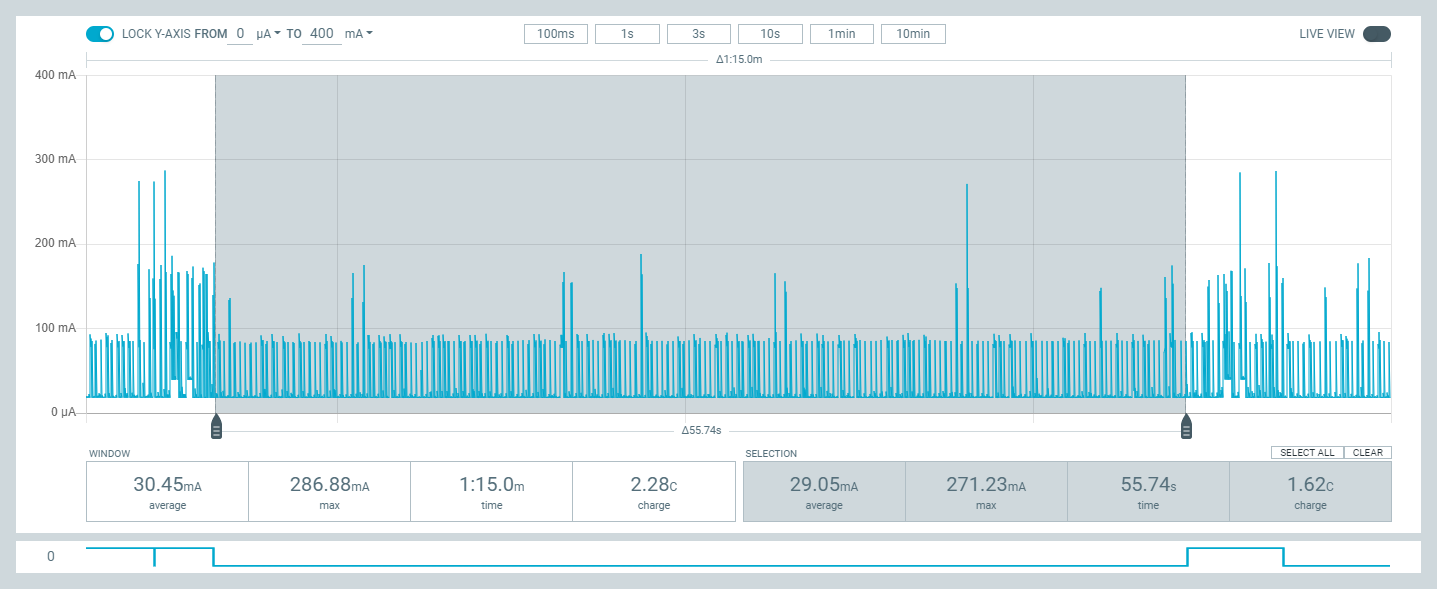 LOCK Y-AXIS FROM 0 µA TO 400 mA 100ms 1s 3s 10s 1min 10min LIVE VIEW
Δ1:15.0m
400 mA
300 mA
200 mA
100 mA
0 µA
Δ55.74s
WINDOW SELECTION SELECT ALL CLEAR
30.45mA 286.88mA 1:15.0m 2.28C 29.05mA 271.23mA 55.74s 1.62C
average max time charge average max time charge
0